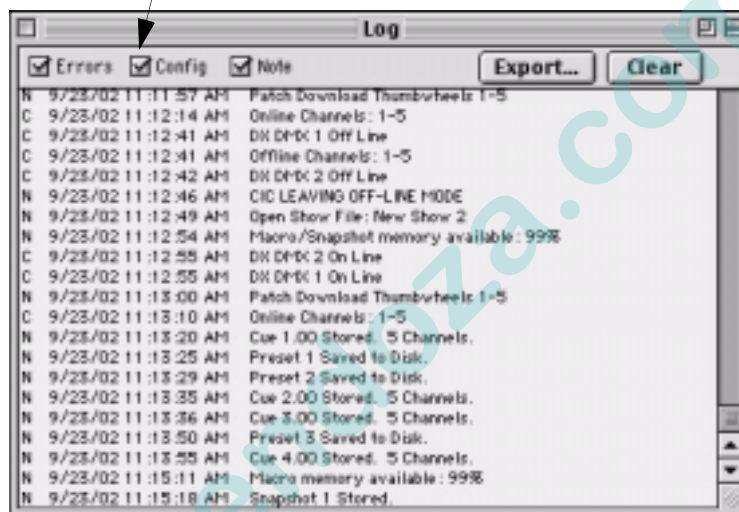 Log
Errors Config Note Export... Clear
N 9/23/02 11:11:57 AM Patch Download Thumbwheels 1-5
C 9/23/02 11:12:14 AM Online Channels: 1-5
C 9/23/02 11:12:41 AM DX DMX 1 Off Line
C 9/23/02 11:12:41 AM Offline Channels: 1-5
C 9/23/02 11:12:42 AM DX DMX 2 Off Line
N 9/23/02 11:12:46 AM CIC LEAVING OFF-LINE MODE
N 9/23/02 11:12:49 AM Open Show File: New Show 2
N 9/23/02 11:12:54 AM Macro/Snapshot memory available: 99%
C 9/23/02 11:12:55 AM DX DMX 2 On Line
C 9/23/02 11:12:55 AM DX DMX 1 On Line
N 9/23/02 11:13:00 AM Patch Download Thumbwheels 1-5
C 9/23/02 11:13:10 AM Online Channels: 1-5
N 9/23/02 11:13:20 AM Cue 1.00 Stored. 5 Channels.
N 9/23/02 11:13:25 AM Preset 1 Saved to Disk.
N 9/23/02 11:13:29 AM Preset 2 Saved to Disk.
N 9/23/02 11:13:35 AM Cue 2.00 Stored. 5 Channels.
N 9/23/02 11:13:36 AM Cue 3.00 Stored. 5 Channels.
N 9/23/02 11:13:50 AM Preset 3 Saved to Disk.
N 9/23/02 11:13:55 AM Cue 4.00 Stored. 5 Channels.
N 9/23/02 11:15:11 AM Macro memory available: 99%
N 9/23/02 11:15:18 AM Snapshot 1 Stored.